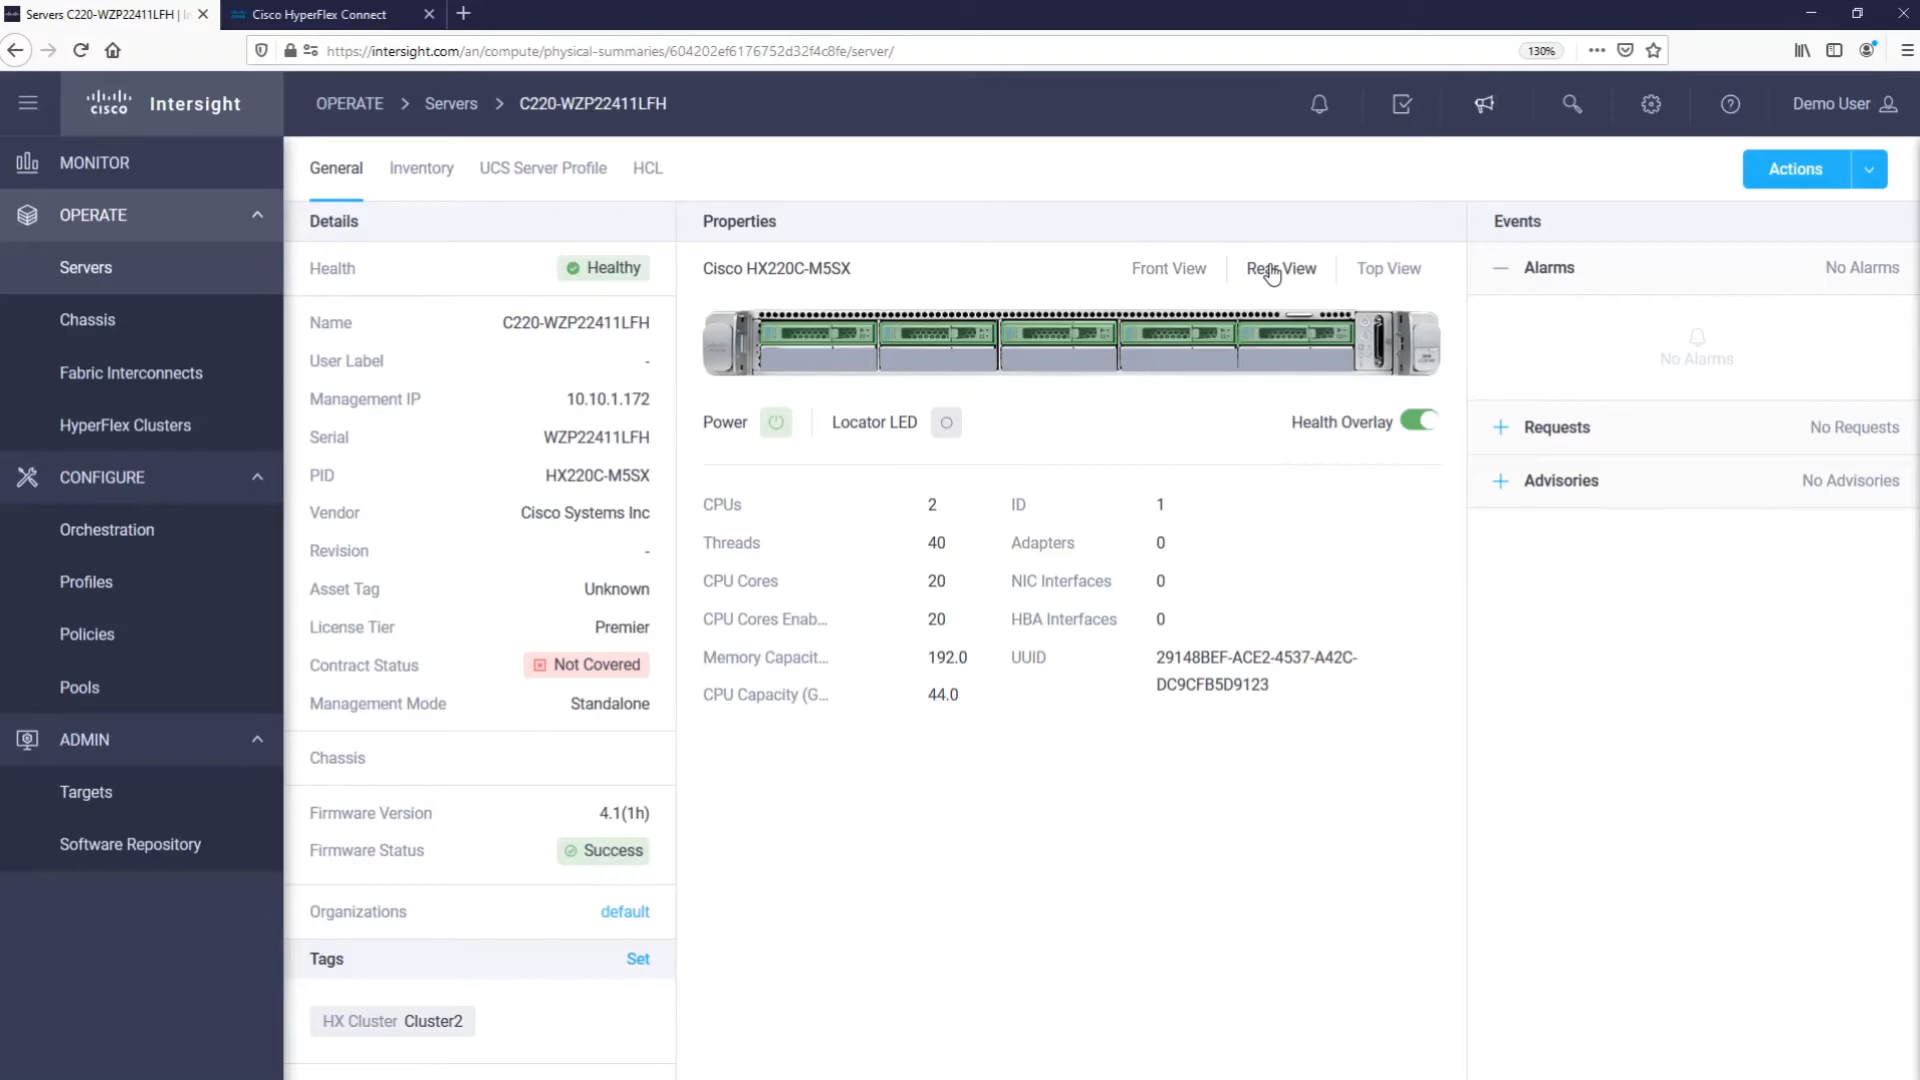 Servers C220-WZP22411LFH | In
Cisco HyperFlex Connect
https://intersight.com/an/compute/physical-summaries/604202ef6176752d32f4c8fe/server/
130%
CISCO Intersight
OPERATE > Servers > C220-WZP22411LFH
Demo User
MONITOR
OPERATE
Servers
Chassis
Fabric Interconnects
HyperFlex Clusters
CONFIGURE
Orchestration
Profiles
Policies
Pools
ADMIN
Targets
Software Repository
General Inventory UCS Server Profile HCL
Actions
Details
Health Healthy
Name C220-WZP22411LFH
User Label -
Management IP 10.10.1.172
Serial WZP22411LFH
PID HX220C-M5SX
Vendor Cisco Systems Inc
Revision -
Asset Tag Unknown
License Tier Premier
Contract Status Not Covered
Management Mode Standalone
Chassis
Firmware Version 4.1(1h)
Firmware Status Success
Organizations default
Tags Set
HX Cluster Cluster2
Properties
Cisco HX220C-M5SX
Front View Rear View Top View
Power Locator LED Health Overlay
CPUs 2 ID 1
Threads 40 Adapters 0
CPU Cores 20 NIC Interfaces 0
CPU Cores Enab... 20 HBA Interfaces 0
Memory Capacit... 192.0 UUID 29148BEF-ACE2-4537-A42C-
DC9CFB5D9123
CPU Capacity (G... 44.0
Events
Alarms No Alarms
No Alarms
Requests No Requests
Advisories No Advisories